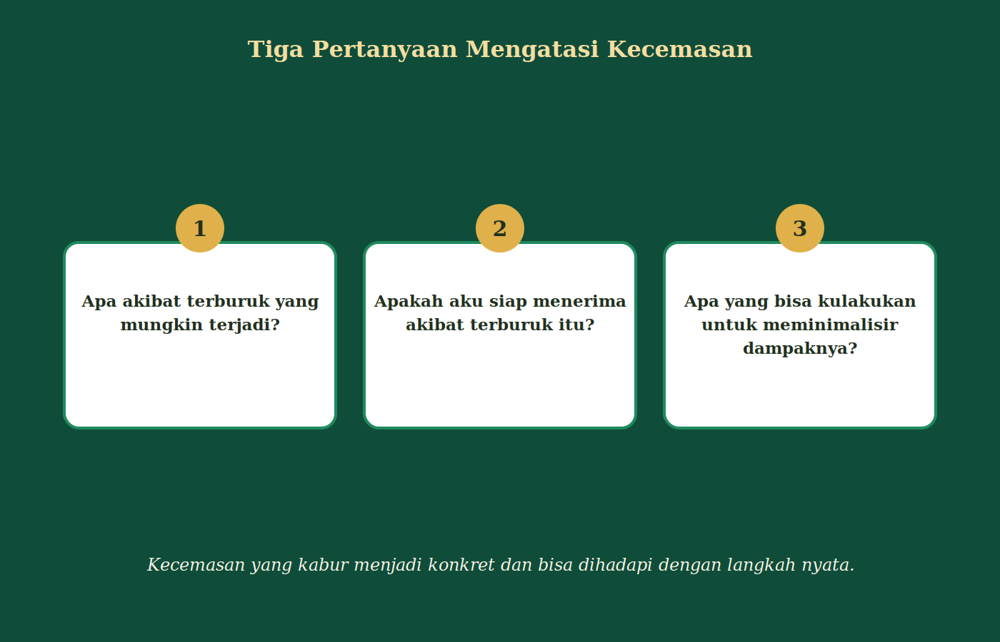 Tiga Pertanyaan Mengatasi Kecemasan
1
Apa akibat terburuk yang
mungkin terjadi?
2
Apakah aku siap menerima
akibat terburuk itu?
3
Apa yang bisa kulakukan
untuk meminimalisir
dampaknya?
Kecemasan yang kabur menjadi konkret dan bisa dihadapi dengan langkah nyata.